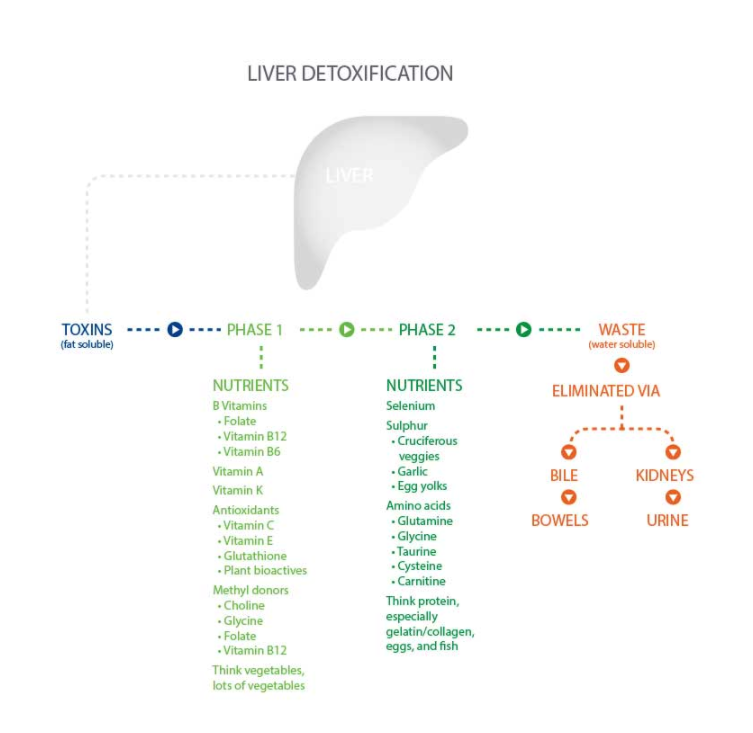 LIVER DETOXIFICATION
LIVER
TOXINS
(fat soluble)
PHASE 1
PHASE 2
WASTE
(water soluble)
NUTRIENTS
B Vitamins
• Folate
• Vitamin B12
• Vitamin B6
Vitamin A
Vitamin K
Antioxidants
• Vitamin C
• Vitamin E
• Glutathione
• Plant bioactives
Methyl donors
• Choline
• Glycine
• Folate
• Vitamin B12
Think vegetables,
lots of vegetables
NUTRIENTS
Selenium
Sulphur
• Cruciferous
veggies
• Garlic
• Egg yolks
Amino acids
• Glutamine
• Glycine
• Taurine
• Cysteine
• Carnitine
Think protein,
especially
gelatin/collagen,
eggs, and fish
ELIMINATED VIA
BILE
KIDNEYS
BOWELS
URINE